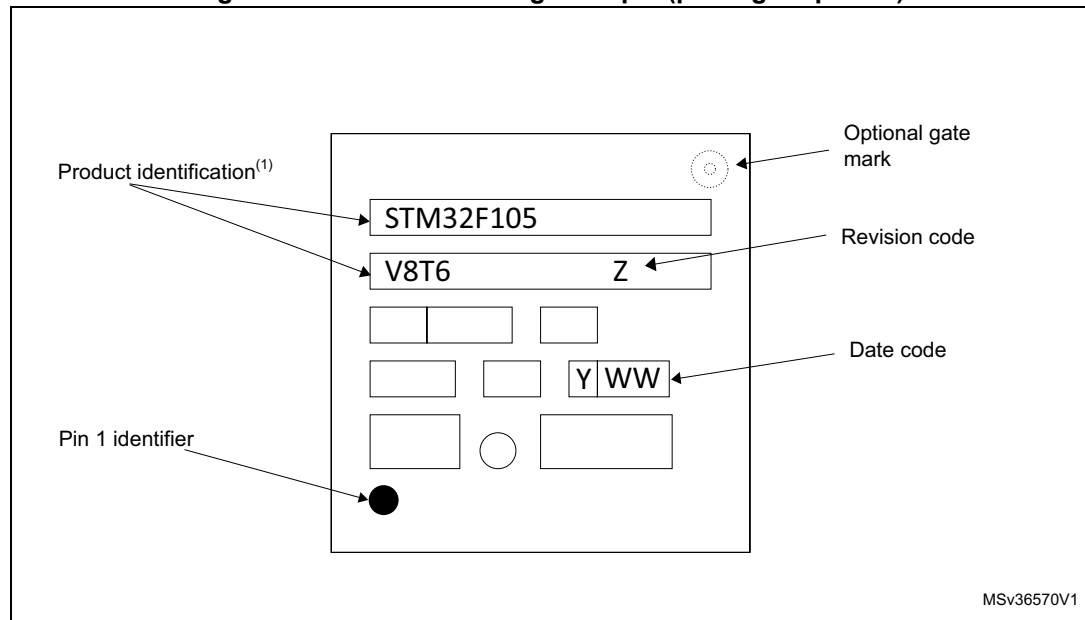 Optional gate
mark
Product identification(1)
STM32F105
Revision code
V8T6 Z
Date code
Y WW
Pin 1 identifier
MSv36570V1